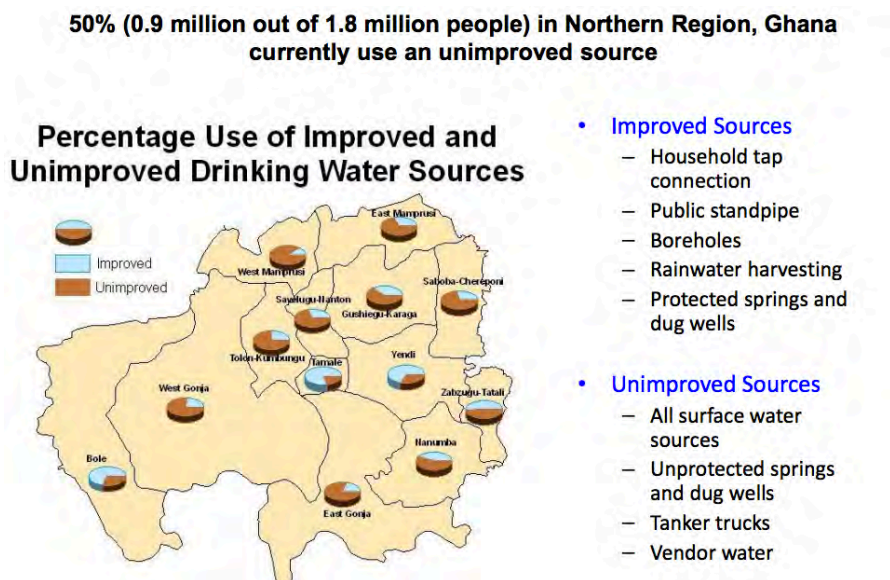 50% (0.9 million out of 1.8 million people) in Northern Region, Ghana
currently use an unimproved source
Percentage Use of Improved and
Unimproved Drinking Water Sources
Improved
Unimproved
East Mamprusi
West Mamprusi
Saboba-Chereponi
Savelugu-Nanton
Gushiegu-Karaga
Tolon-Kumbungu
Tamale
Yendi
West Gonja
Zabzugu-Tatali
Nanumba
Bole
East Gonja
• Improved Sources
– Household tap
connection
– Public standpipe
– Boreholes
– Rainwater harvesting
– Protected springs and
dug wells
• Unimproved Sources
– All surface water
sources
– Unprotected springs
and dug wells
– Tanker trucks
– Vendor water